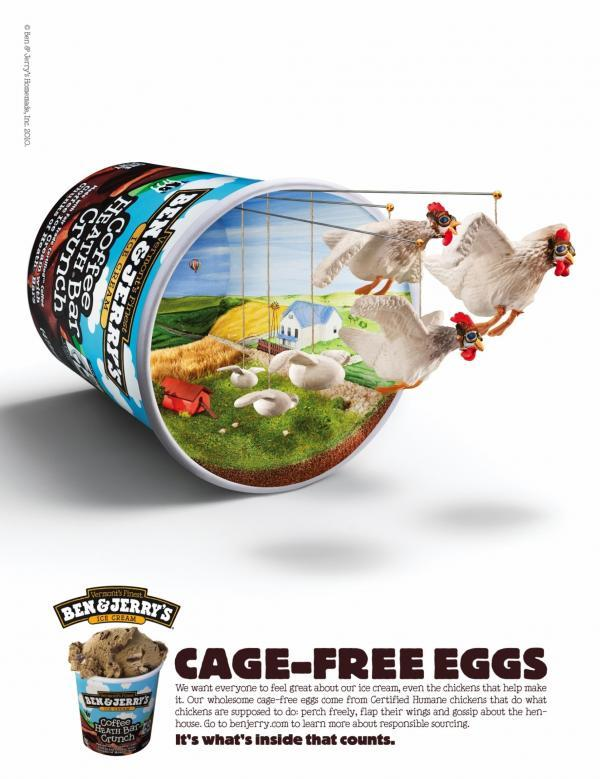 © Ben & Jerry's Homemade, Inc. 2010.
Coffee
HEATH Bar
Crunch
Vermont's Finest
BEN & JERRY'S
ICE CREAM
Vermont's Finest
BEN & JERRY'S
ICE CREAM
BEN & JERRY'S
Coffee
HEATH Bar
Crunch
CAGE-FREE EGGS
We want everyone to feel great about our ice cream, even the chickens that help make
it. Our wholesome cage-free eggs come from Certified Humane chickens that do what
chickens are supposed to do: perch freely, flap their wings and gossip about the hen-
house. Go to benjerry.com to learn more about responsible sourcing.
It's what's inside that counts.